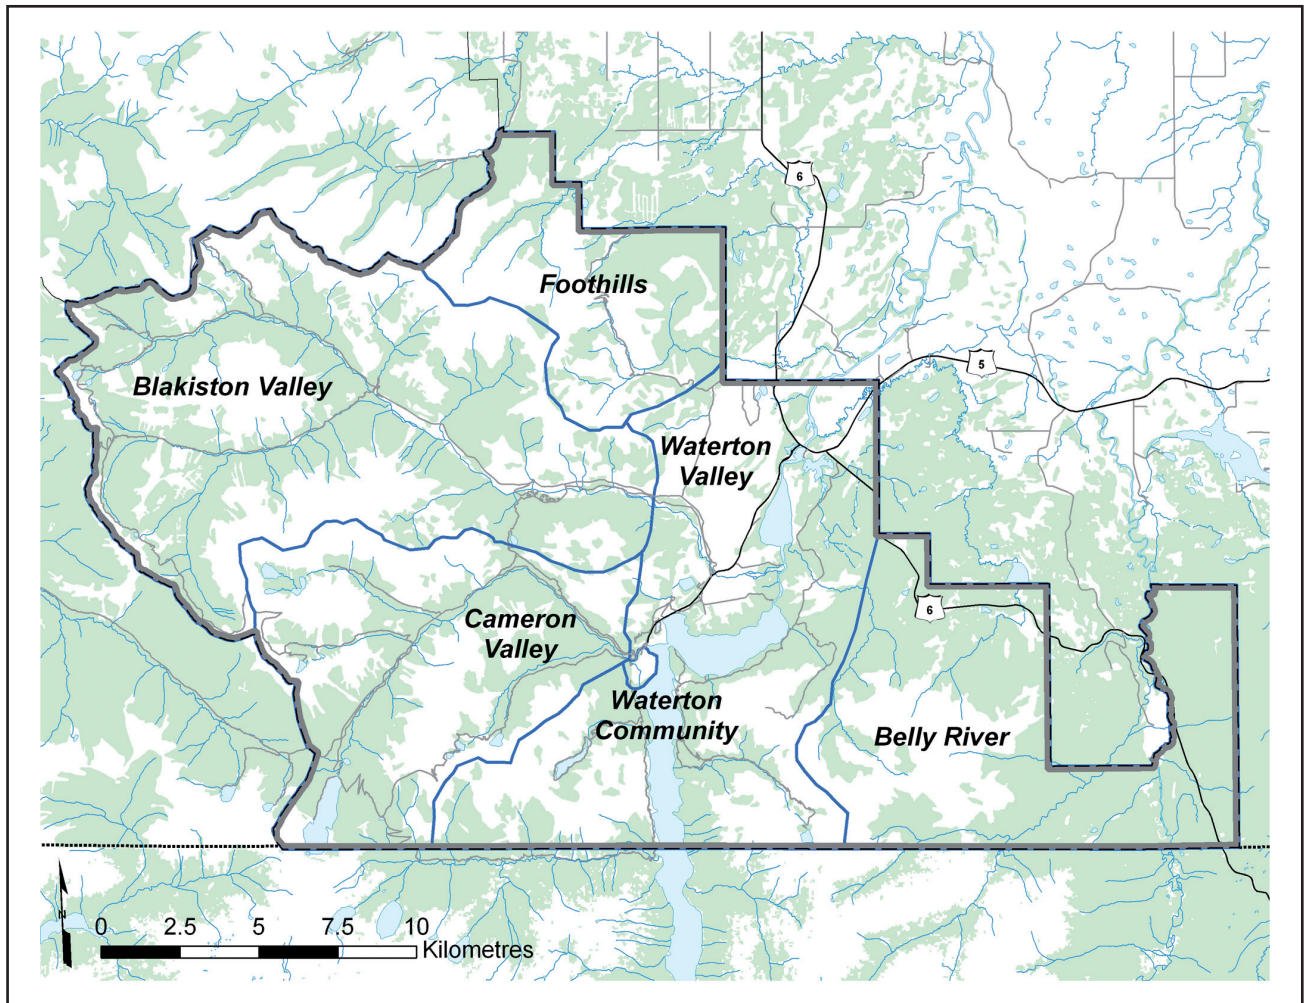 6
Foothills
5
Blakiston Valley
Waterton
Valley
6
Cameron
Valley
Waterton
Community
Belly River
N
0 2.5 5 7.5 10
Kilometres